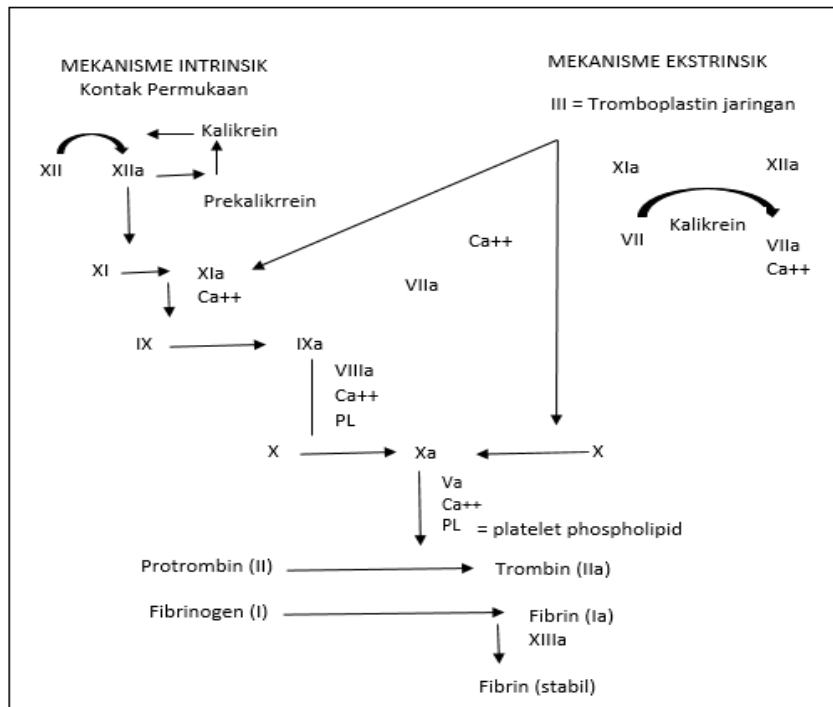 MEKANISME INTRINSIK
Kontak Permukaan
MEKANISME EKSTRINSIK
III = Tromboplastin jaringan
Kalikrein
XII
XIIa
Prekalikrrein
XIa
XIIa
VII
Kalikrein
VIIa
Ca++
Ca++
XI
XIa
Ca++
VIIa
IX
IXa
VIIIa
Ca++
PL
X
Xa
X
Va
Ca++
PL = platelet phospholipid
Protrombin (II)
Trombin (IIa)
Fibrinogen (I)
Fibrin (Ia)
XIIIa
Fibrin (stabil)